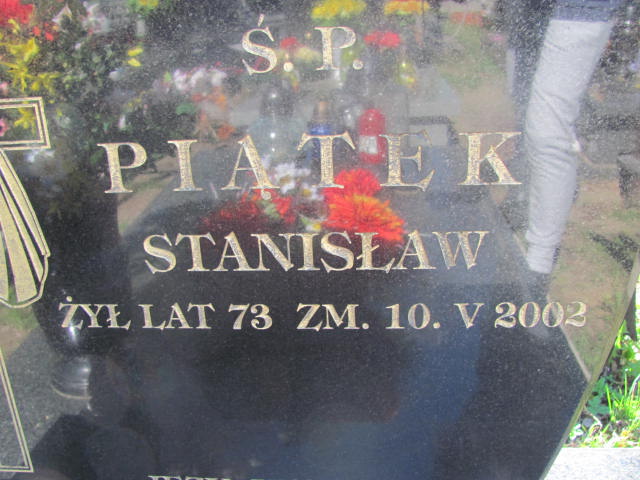 Ś. P.
PIĄTEK
STANISŁAW
ŻYŁ LAT 73 ZM. 10. V 2002